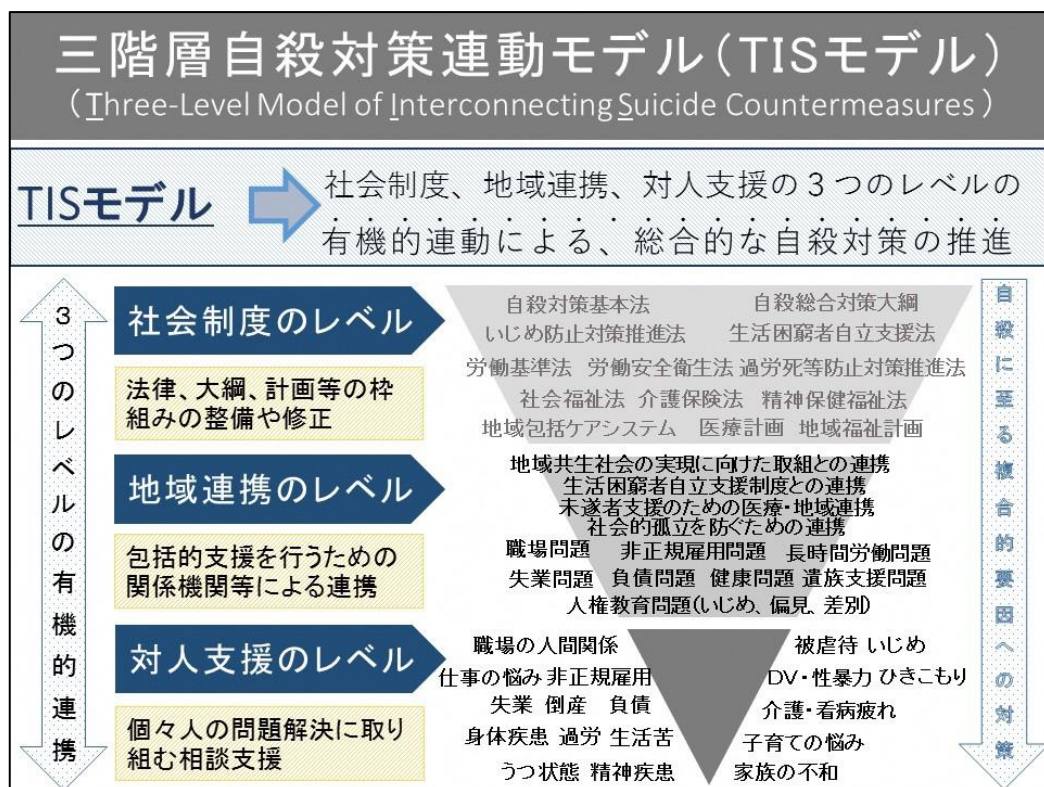 三階層自殺対策連動モデル(TISモデル)
(Three-Level Model of Interconnecting Suicide Countermeasures)
TISモデル
社会制度、地域連携、対人支援の3つのレベルの
有機的連動による、総合的な自殺対策の推進
3つのレベルの有機的連携
社会制度のレベル
法律、大綱、計画等の枠
組みの整備や修正
自殺対策基本法 自殺総合対策大綱
いじめ防止対策推進法 生活困窮者自立支援法
労働基準法 労働安全衛生法 過労死等防止対策推進法
社会福祉法 介護保険法 精神保健福祉法
地域包括ケアシステム 医療計画 地域福祉計画
地域連携のレベル
包括的支援を行うための
関係機関等による連携
地域共生社会の実現に向けた取組との連携
生活困窮者自立支援制度との連携
未遂者支援のための医療・地域連携
社会的孤立を防ぐための連携
職場問題 非正規雇用問題 長時間労働問題
失業問題 負債問題 健康問題 遺族支援問題
人権教育問題(いじめ、偏見、差別)
対人支援のレベル
個々人の問題解決に取り
組む相談支援
職場の人間関係 被虐待 いじめ
仕事の悩み 非正規雇用 DV・性暴力 ひきこもり
失業 倒産 負債 介護・看病疲れ
身体疾患 過労 生活苦 子育ての悩み
うつ状態 精神疾患 家族の不和
自殺に至る複合的要因への対策